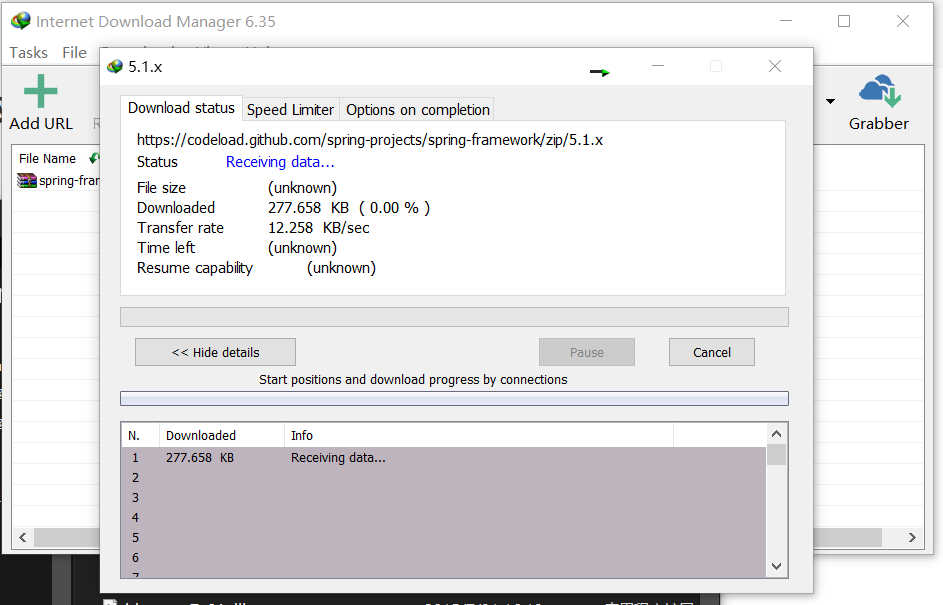 Internet Download Manager 6.35
Tasks File
5.1.x
Add URL
Grabber
File Name
spring-fra
Download status Speed Limiter Options on completion
https://codeload.github.com/spring-projects/spring-framework/zip/5.1.x
Status Receiving data...
File size (unknown)
Downloaded 277.658 KB ( 0.00 % )
Transfer rate 12.258 KB/sec
Time left (unknown)
Resume capability (unknown)
<< Hide details Pause Cancel
Start positions and download progress by connections
N. Downloaded Info
1 277.658 KB Receiving data...
2
3
4
5
6